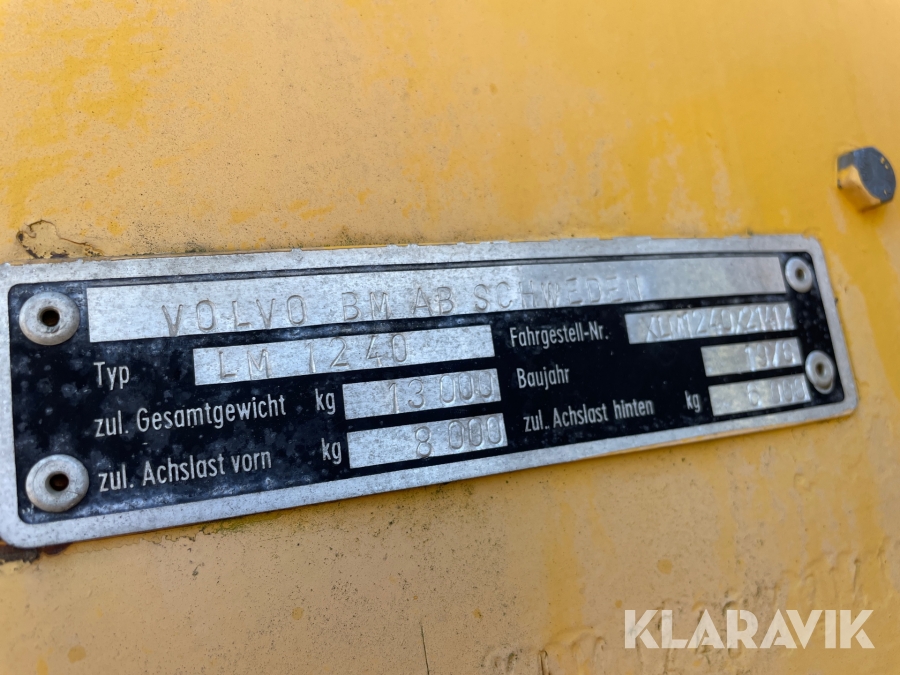 VOLVO BM AB SCHWEDEN
Typ LM 1240
Fahrgestell-Nr.
zul. Gesamtgewicht kg 13 000
Baujahr
zul. Achslast vorn kg 8 000
zul. Achslast hinten kg
KLARAVIK